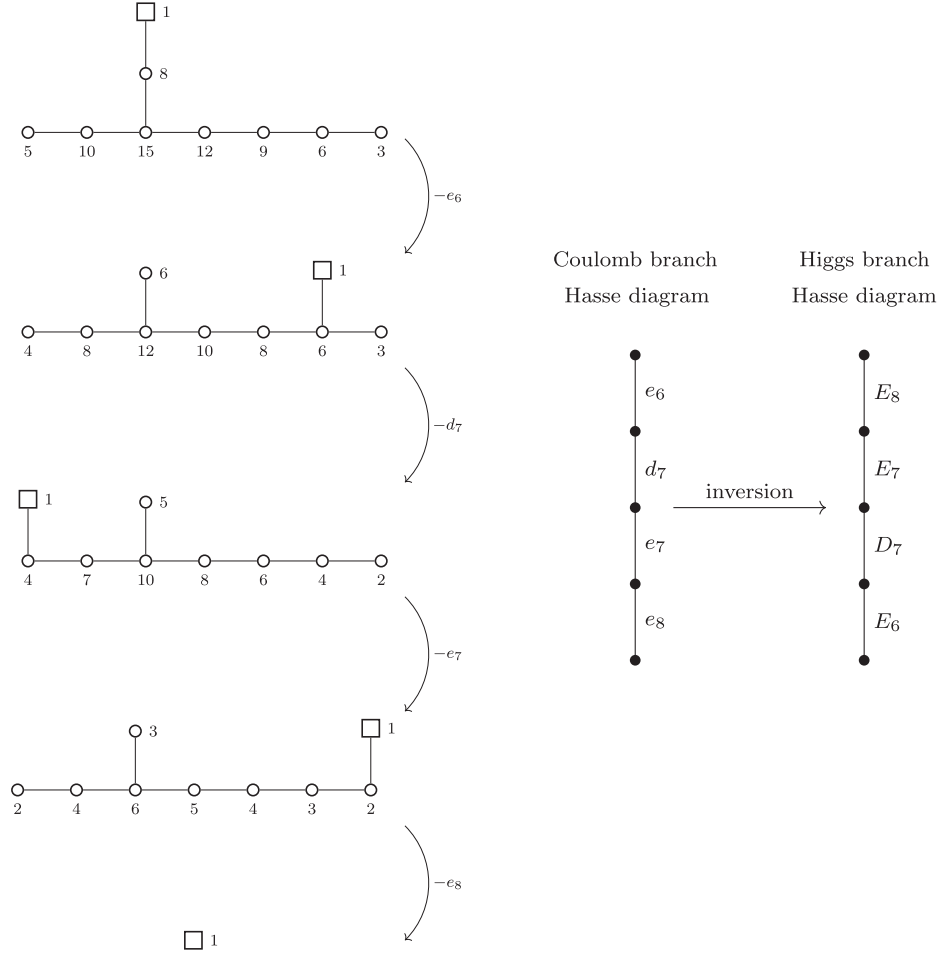 1
8
5 10 15 12 9 6 3
−e₆
6 1
4 8 12 10 8 6 3
−d₇
1 5
4 7 10 8 6 4 2
−e₇
3 1
2 4 6 5 4 3 2
−e₈
1
Coulomb branch
Hasse diagram
e₆
d₇
e₇
e₈
inversion
Higgs branch
Hasse diagram
E₈
E₇
D₇
E₆